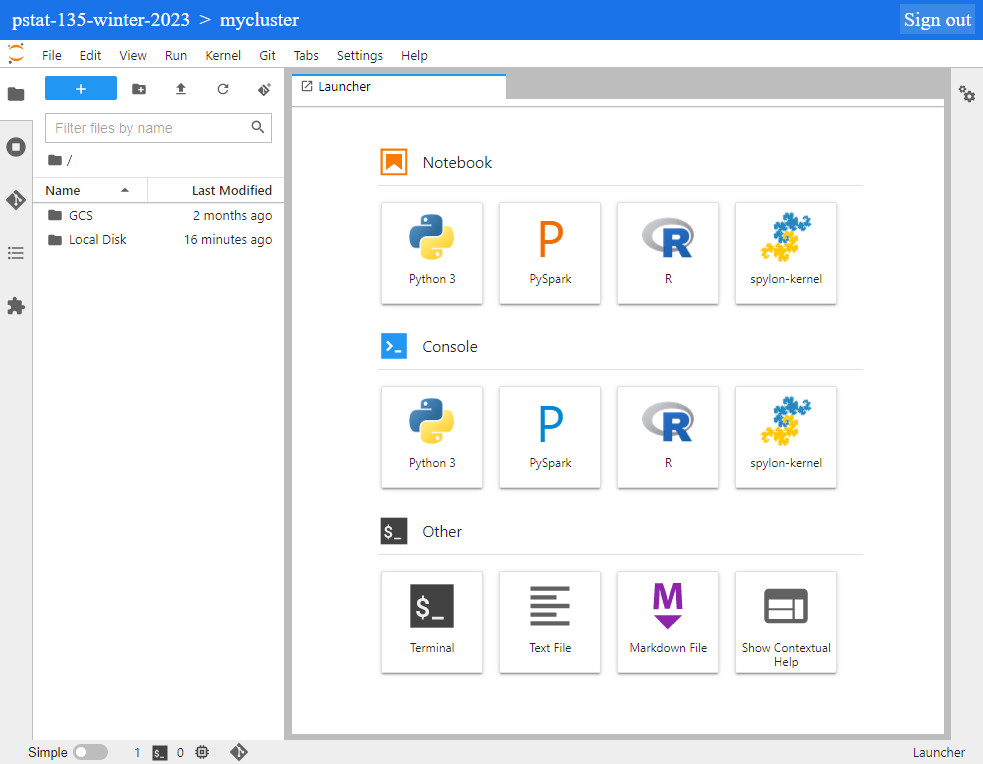 pstat-135-winter-2023 > mycluster
Sign out
File Edit View Run Kernel Git Tabs Settings Help
+
Launcher
Filter files by name
/
Name Last Modified
GCS 2 months ago
Local Disk 16 minutes ago
Notebook
Python 3
P
PySpark
R
R
spylon-kernel
Console
Python 3
P
PySpark
R
R
spylon-kernel
$_ Other
$_
Terminal
Text File
M
Markdown File
Show Contextual
Help
Simple 1 $_ 0 Launcher